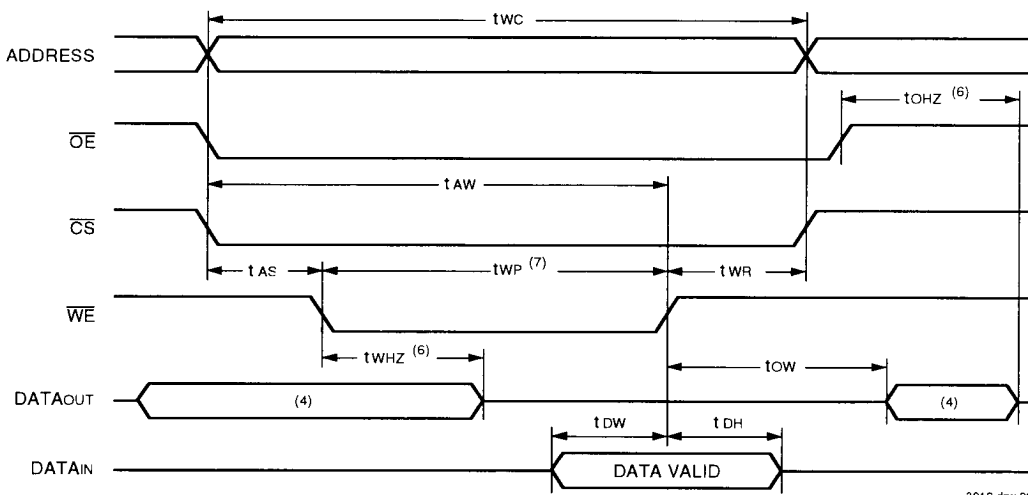 tWC
ADDRESS
tOHZ (6)
OE
tAW
CS
tAS
tWP (7)
tWR
WE
tWHZ (6)
tOW
DATAOUT
(4)
(4)
tDW
tDH
DATAIN
DATA VALID